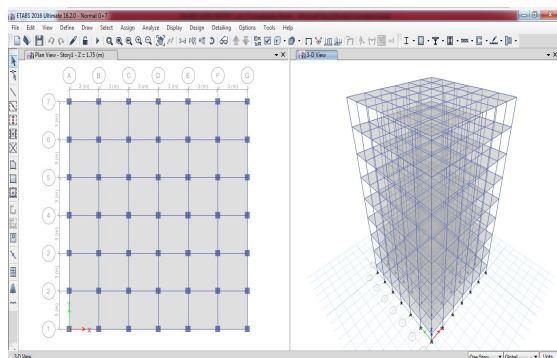 ETABS 2016 Ultimate 16.2.0 - Normal G+7
File Edit View Define Draw Select Assign Analyze Display Design Detailing Options Tools Help
Plan View - Story1 - Z = 1.75 (m)
3-D View
A B C D E F G
3 (m) 3 (m) 3 (m) 3 (m) 3 (m) 3 (m)
7
6
5
4
3
2
1
X
3-D View
One Story Global Units